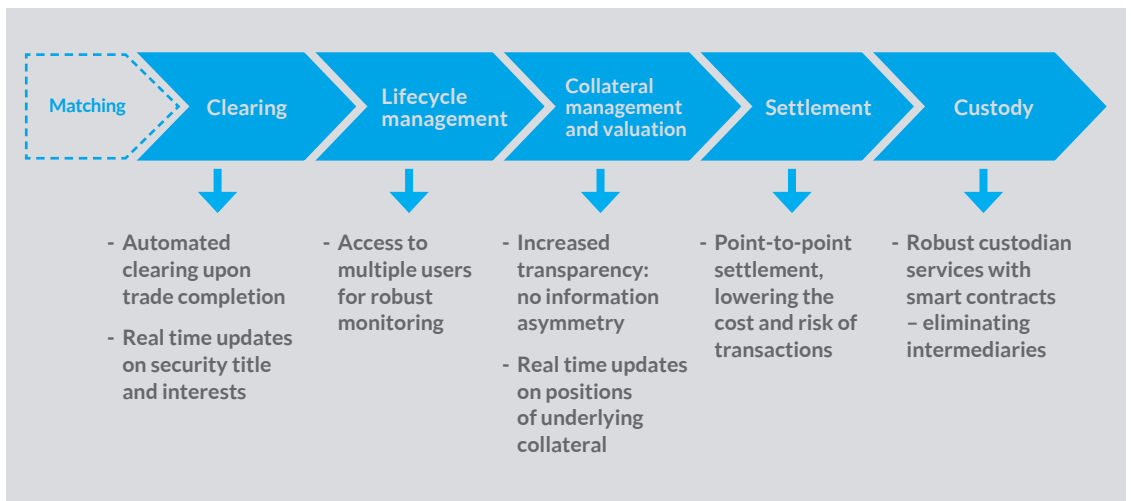 Matching
Clearing
Lifecycle
management
Collateral
management
and valuation
Settlement
Custody
- Automated
clearing upon
trade completion
- Real time updates
on security title
and interests
- Access to
multiple users
for robust
monitoring
- Increased
transparency:
no information
asymmetry
- Real time updates
on positions
of underlying
collateral
- Point-to-point
settlement,
lowering the
cost and risk of
transactions
- Robust custodian
services with
smart contracts
– eliminating
intermediaries